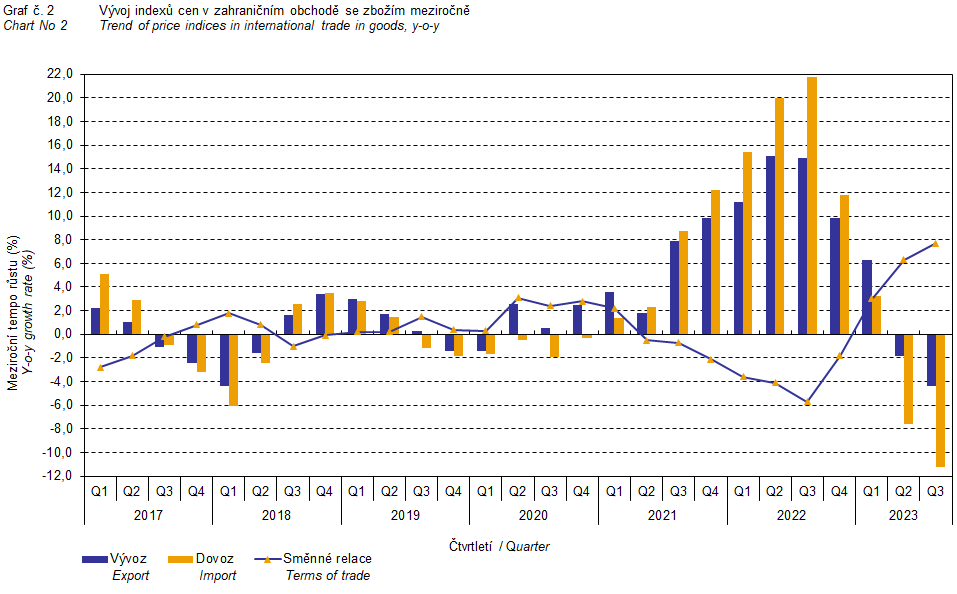 Graf č. 2 Vývoj indexů cen v zahraničním obchodě se zbožím meziročně
Chart No 2 Trend of price indices in international trade in goods, y-o-y
Meziroční tempo růstu (%)
Y-o-y growth rate (%)
22,0
20,0
18,0
16,0
14,0
12,0
10,0
8,0
6,0
4,0
2,0
0,0
-2,0
-4,0
-6,0
-8,0
-10,0
-12,0
Q1 Q2 Q3 Q4 Q1 Q2 Q3 Q4 Q1 Q2 Q3 Q4 Q1 Q2 Q3 Q4 Q1 Q2 Q3 Q4 Q1 Q2 Q3 Q4 Q1 Q2 Q3
2017 2018 2019 2020 2021 2022 2023
Čtvrtletí / Quarter
Vývoz Dovoz Směnné relace
Export Import Terms of trade